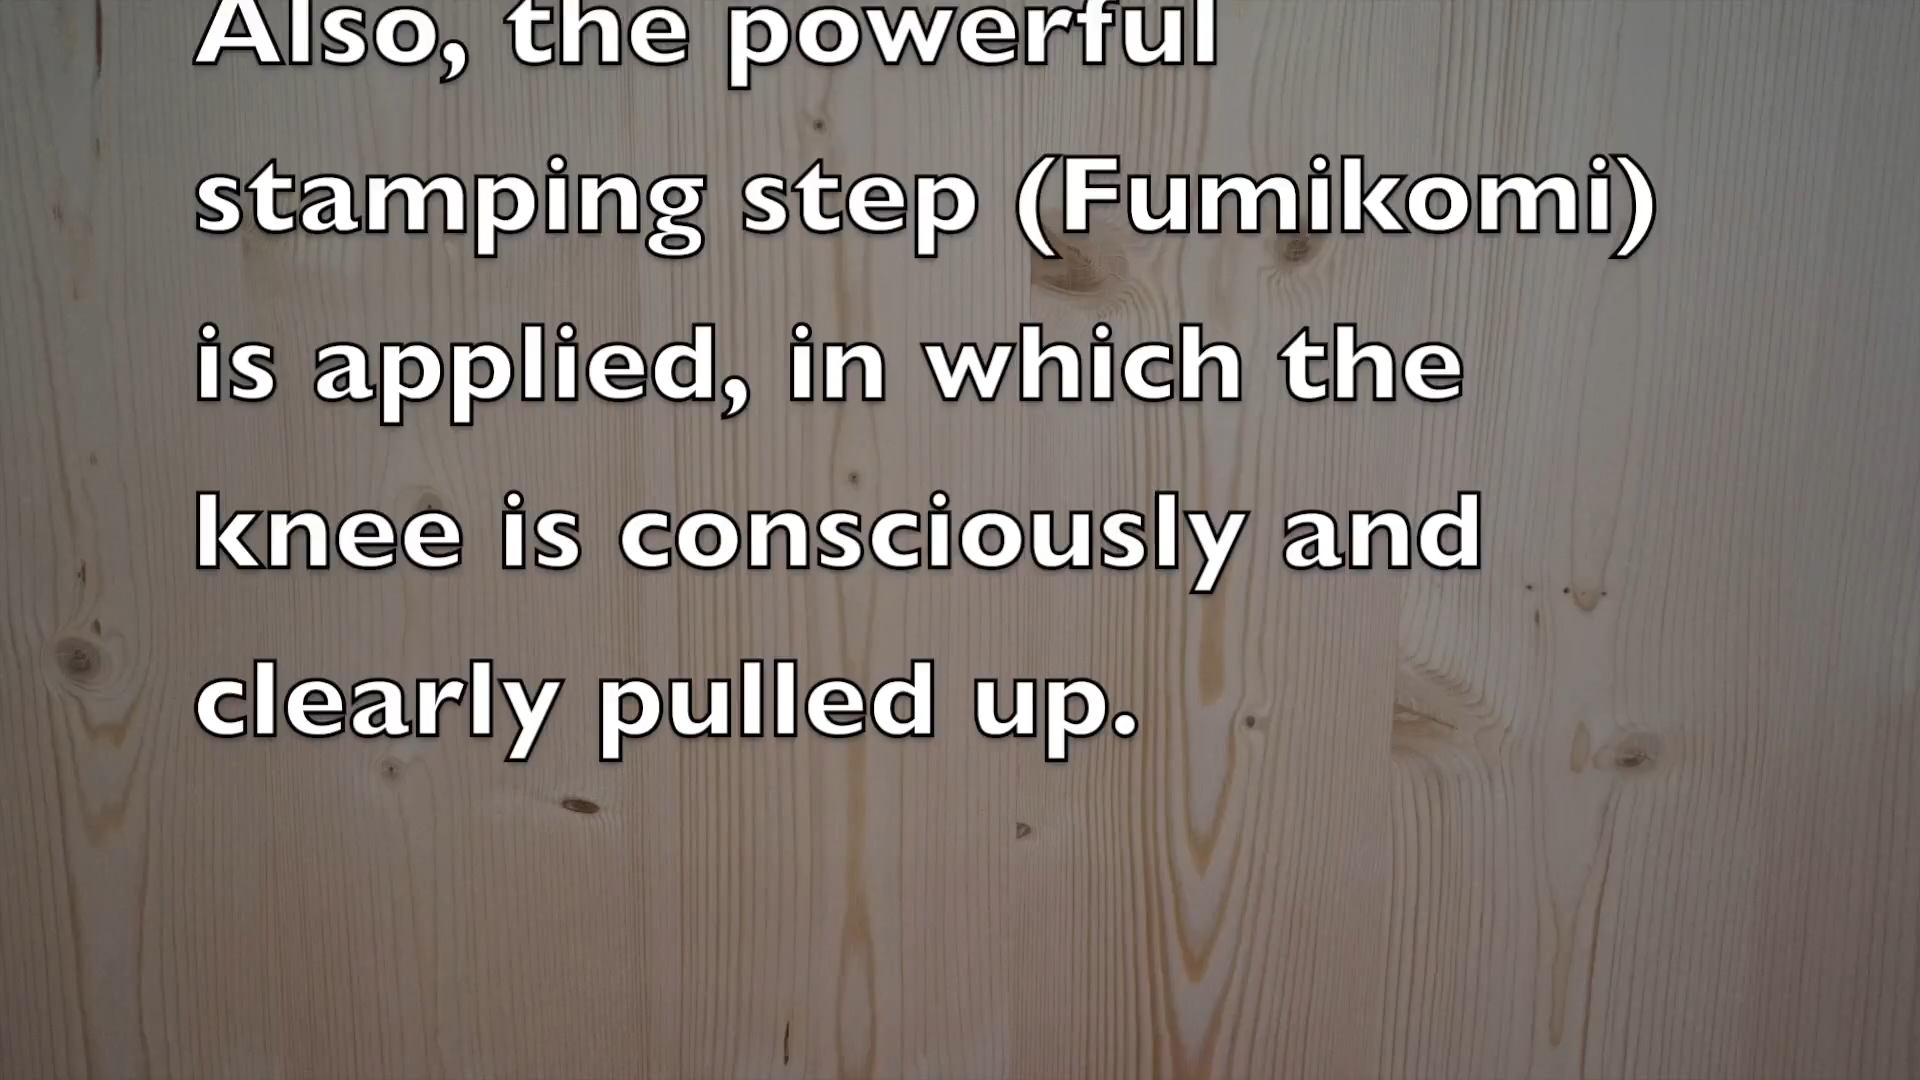 Also, the powerful
stamping step (Fumikomi)
is applied, in which the
knee is consciously and
clearly pulled up.